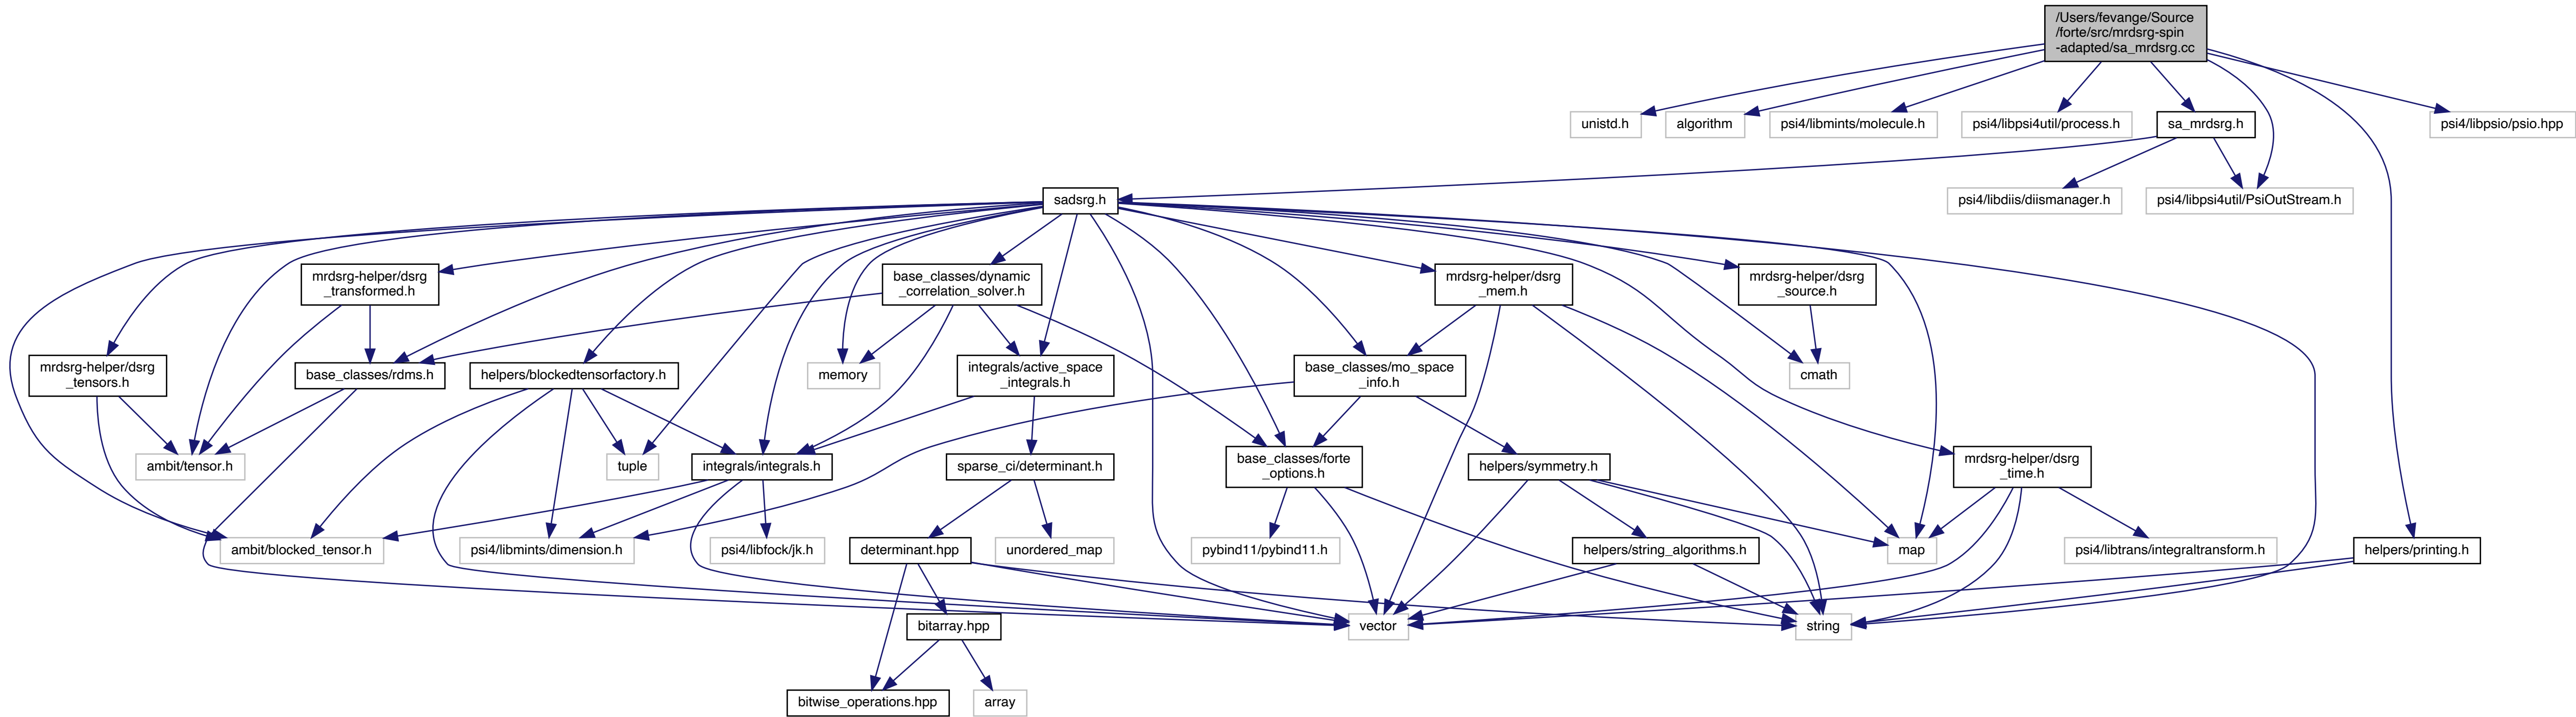 /Users/fevange/Source
/forte/src/mrdsrg-spin
-adapted/sa_mrdsrg.cc
unistd.h
algorithm
psi4/libmints/molecule.h
psi4/libpsi4util/process.h
sa_mrdsrg.h
psi4/libpsio/psio.hpp
sadsrg.h
psi4/libdiis/diismanager.h
psi4/libpsi4util/PsiOutStream.h
mrdsrg-helper/dsrg
_transformed.h
base_classes/dynamic
_correlation_solver.h
mrdsrg-helper/dsrg
_mem.h
mrdsrg-helper/dsrg
_source.h
mrdsrg-helper/dsrg
_tensors.h
base_classes/rdms.h
helpers/blockedtensorfactory.h
memory
integrals/active_space
_integrals.h
base_classes/mo_space
_info.h
cmath
ambit/tensor.h
tuple
integrals/integrals.h
sparse_ci/determinant.h
base_classes/forte
_options.h
helpers/symmetry.h
mrdsrg-helper/dsrg
_time.h
ambit/blocked_tensor.h
psi4/libmints/dimension.h
psi4/libfock/jk.h
determinant.hpp
unordered_map
pybind11/pybind11.h
helpers/string_algorithms.h
map
psi4/libtrans/integraltransform.h
helpers/printing.h
bitarray.hpp
vector
string
bitwise_operations.hpp
array